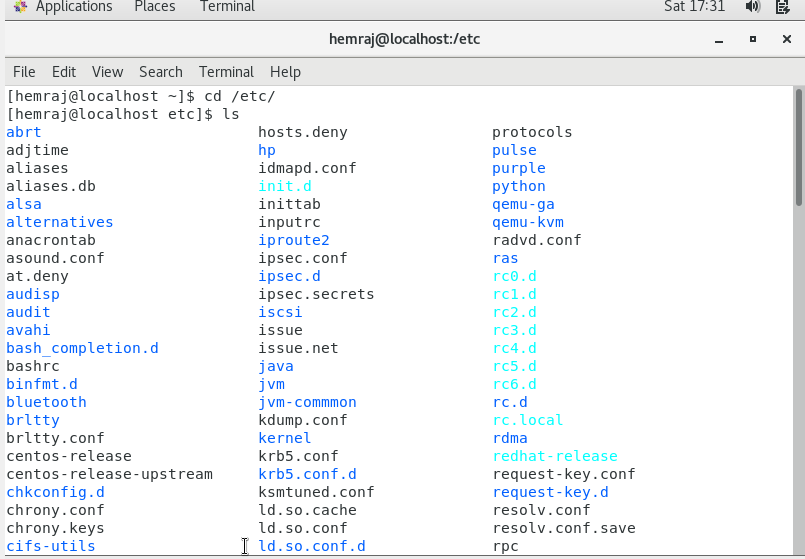 Applications Places Terminal Sat 17:31
hemraj@localhost:/etc
File Edit View Search Terminal Help
[hemraj@localhost ~]$ cd /etc/
[hemraj@localhost etc]$ ls
abrt hosts.deny protocols
adjtime hp pulse
aliases idmapd.conf purple
aliases.db init.d python
alsa inittab qemu-ga
alternatives inputrc qemu-kvm
anacrontab iproute2 radvd.conf
asound.conf ipsec.conf ras
at.deny ipsec.d rc0.d
audisp ipsec.secrets rc1.d
audit iscsi rc2.d
avahi issue rc3.d
bash_completion.d issue.net rc4.d
bashrc java rc5.d
binfmt.d jvm rc6.d
bluetooth jvm-commmon rc.d
brltty kdump.conf rc.local
brltty.conf kernel rdma
centos-release krb5.conf redhat-release
centos-release-upstream krb5.conf.d request-key.conf
chkconfig.d ksmtuned.conf request-key.d
chrony.conf ld.so.cache resolv.conf
chrony.keys ld.so.conf resolv.conf.save
cifs-utils ld.so.conf.d rpc